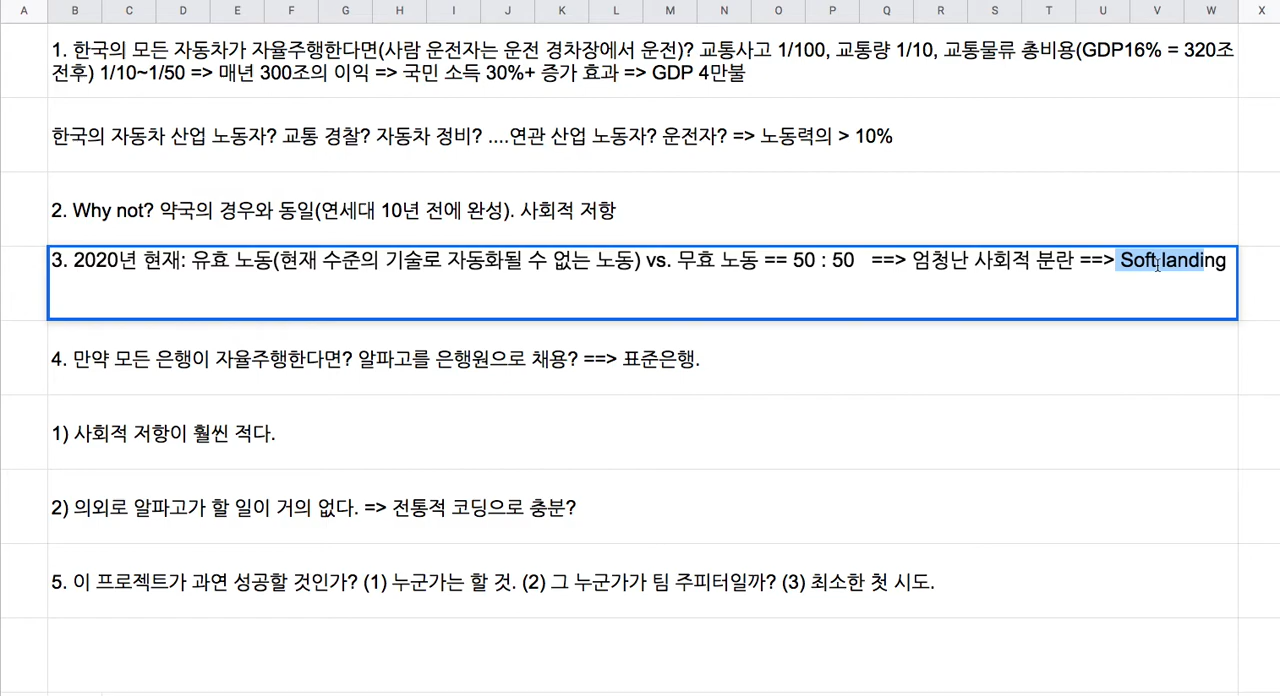 A B C D E F G H I J K L M N O P Q R S T U V W X
1. 한국의 모든 자동차가 자율주행한다면(사람 운전자는 운전 경차장에서 운전)? 교통사고 1/100, 교통량 1/10, 교통물류 총비용(GDP16% = 320조
전후) 1/10~1/50 => 매년 300조의 이익 => 국민 소득 30%+ 증가 효과 => GDP 4만불
한국의 자동차 산업 노동자? 교통 경찰? 자동차 정비? ....연관 산업 노동자? 운전자? => 노동력의 > 10%
2. Why not? 약국의 경우와 동일(연세대 10년 전에 완성). 사회적 저항
3. 2020년 현재: 유효 노동(현재 수준의 기술로 자동화될 수 없는 노동) vs. 무효 노동 == 50 : 50 ==> 엄청난 사회적 분란 ==> Soft landing
4. 만약 모든 은행이 자율주행한다면? 알파고를 은행원으로 채용? ==> 표준은행.
1) 사회적 저항이 훨씬 적다.
2) 의외로 알파고가 할 일이 거의 없다. => 전통적 코딩으로 충분?
5. 이 프로젝트가 과연 성공할 것인가? (1) 누군가는 할 것. (2) 그 누군가가 팀 주피터일까? (3) 최소한 첫 시도.